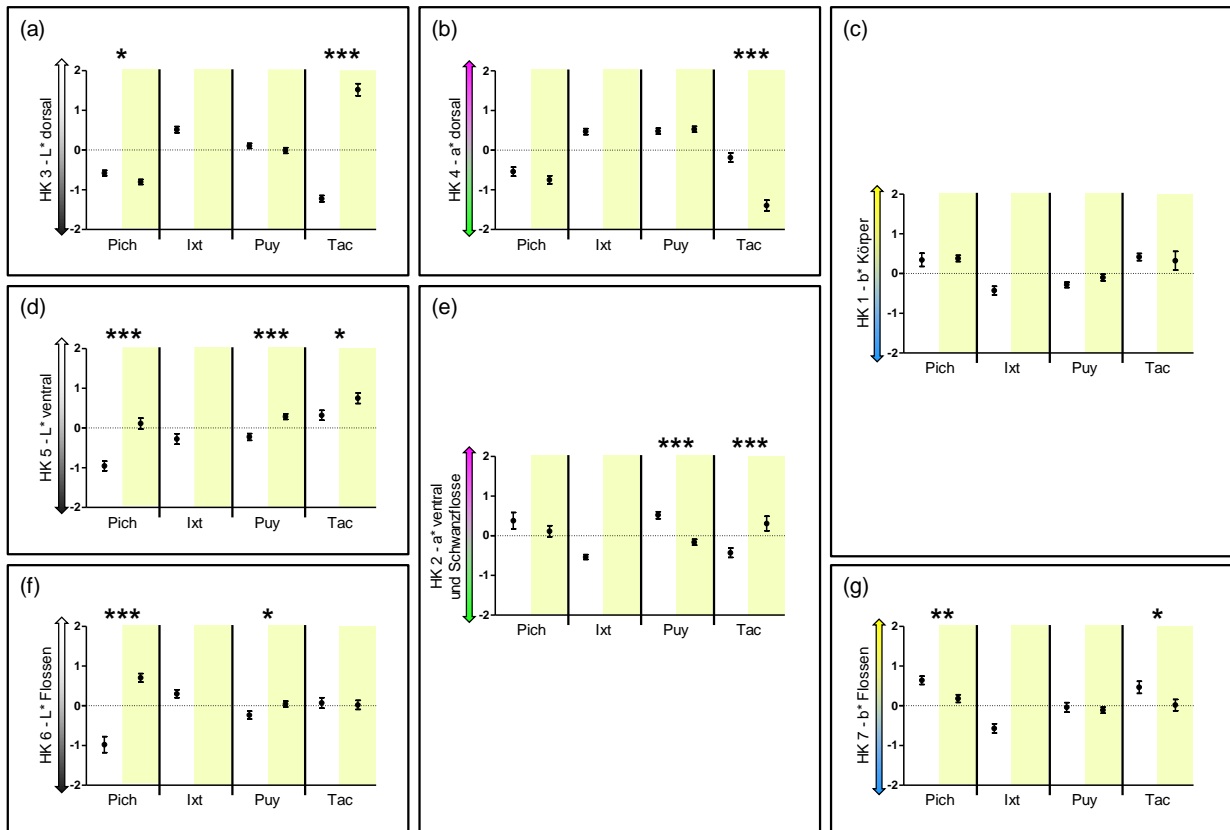 (a)
* ***
2
1
0
-1
-2
HK 3 - L* dorsal
Pich Ixt Puy Tac
(b)
***
2
1
0
-1
-2
HK 4 - a* dorsal
Pich Ixt Puy Tac
(c)
2
1
0
-1
-2
HK 1 - b* Körper
Pich Ixt Puy Tac
(d)
*** *** *
2
1
0
-1
-2
HK 5 - L* ventral
Pich Ixt Puy Tac
(e)
*** ***
2
1
0
-1
-2
HK 2 - a* ventral
und Schwanzflosse
Pich Ixt Puy Tac
(f)
*** *
2
1
0
-1
-2
HK 6 - L* Flossen
Pich Ixt Puy Tac
(g)
** *
2
1
0
-1
-2
HK 7 - b* Flossen
Pich Ixt Puy Tac